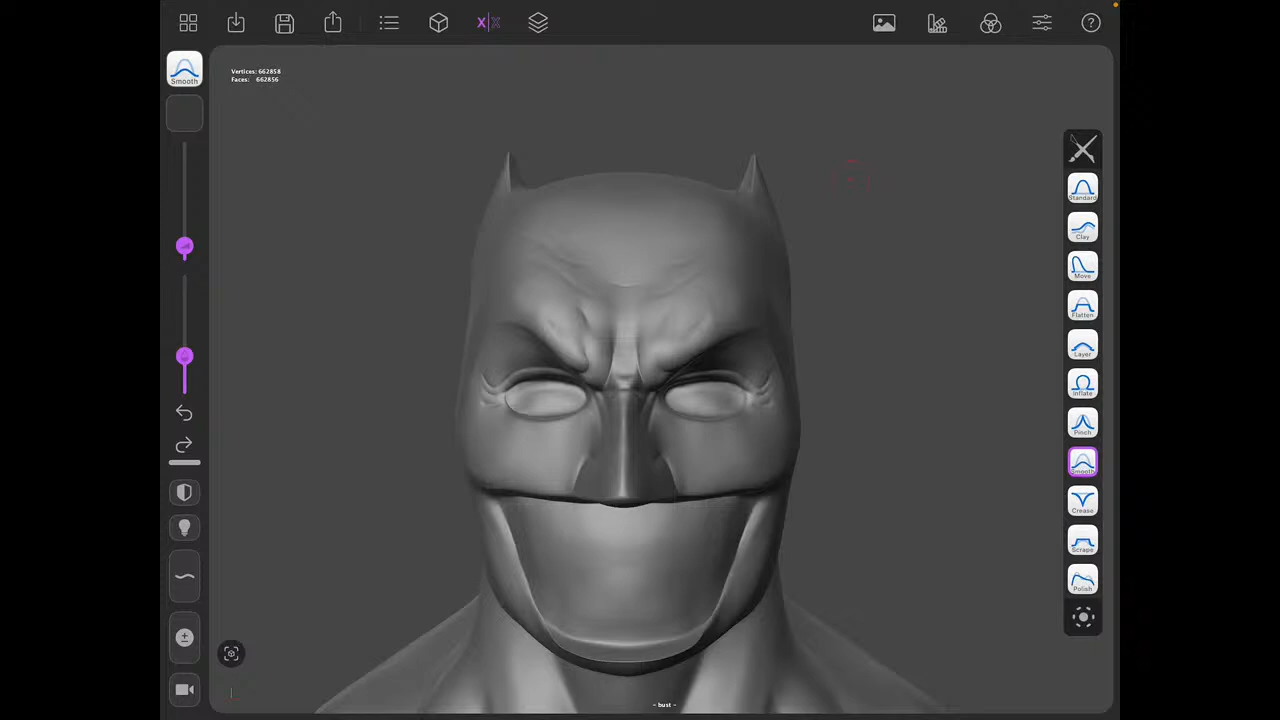 Smooth
Vertices: 662858
Faces: 662856
Standard
Clay
Move
Flatten
Layer
Inflate
Pinch
Smooth
Crease
Scrape
Polish
- bust -